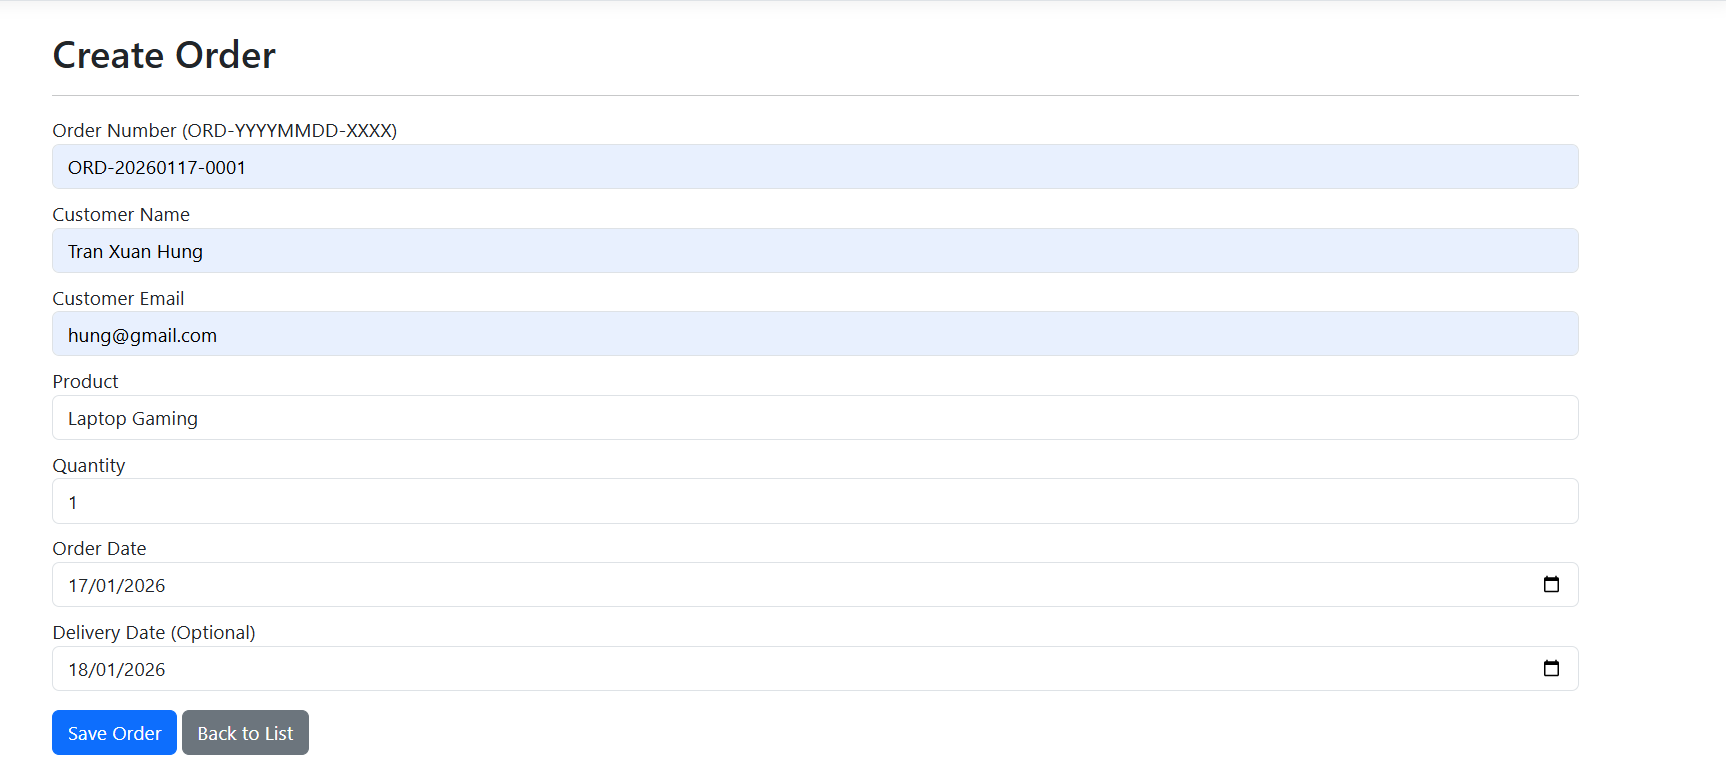 Create Order
Order Number (ORD-YYYYMMDD-XXXX)
ORD-20260117-0001
Customer Name
Tran Xuan Hung
Customer Email
hung@gmail.com
Product
Laptop Gaming
Quantity
1
Order Date
17/01/2026
Delivery Date (Optional)
18/01/2026
Save Order Back to List